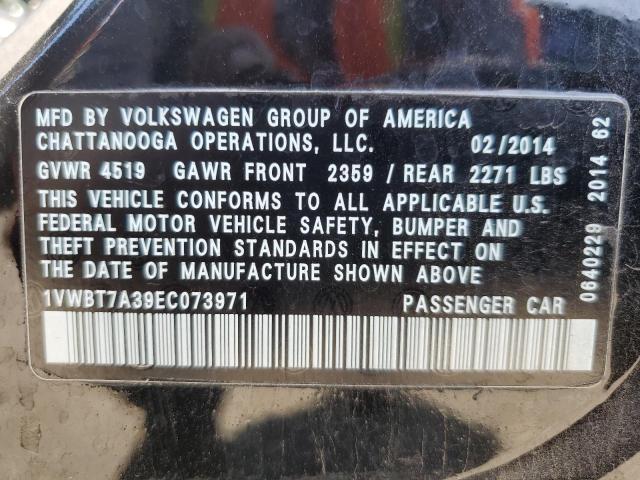 MFD BY VOLKSWAGEN GROUP OF AMERICA
CHATTANOOGA OPERATIONS, LLC. 02/2014
GVWR 4519 GAWR FRONT 2359 / REAR 2271 LBS
THIS VEHICLE CONFORMS TO ALL APPLICABLE U.S.
FEDERAL MOTOR VEHICLE SAFETY, BUMPER AND
THEFT PREVENTION STANDARDS IN EFFECT ON
THE DATE OF MANUFACTURE SHOWN ABOVE
1VWBT7A39EC073971 PASSENGER CAR
0640229 2014 62